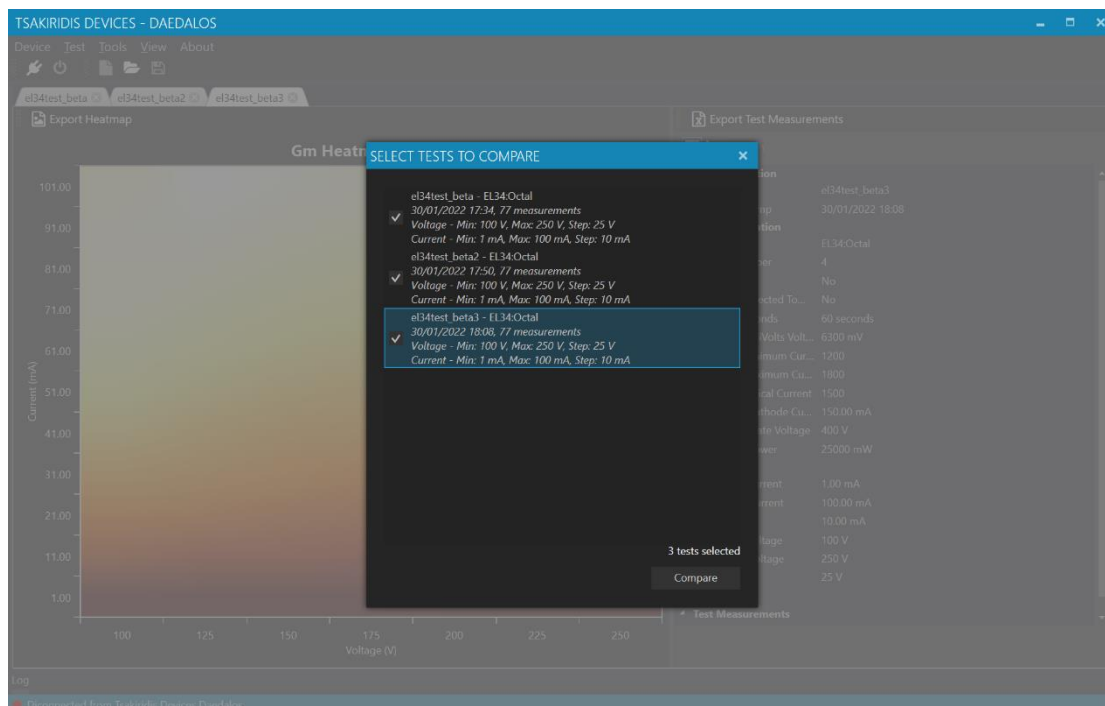 TSAKIRIDIS DEVICES - DAEDALOS
Device Test Tools View About
el34test_beta el34test_beta2 el34test_beta3
Export Heatmap
Export Test Measurements
Gm Heatm
SELECT TESTS TO COMPARE
el34test_beta - EL34:Octal
30/01/2022 17:34, 77 measurements
Voltage - Min: 100 V, Max: 250 V, Step: 25 V
Current - Min: 1 mA, Max: 100 mA, Step: 10 mA
el34test_beta2 - EL34:Octal
30/01/2022 17:50, 77 measurements
Voltage - Min: 100 V, Max: 250 V, Step: 25 V
Current - Min: 1 mA, Max: 100 mA, Step: 10 mA
el34test_beta3 - EL34:Octal
30/01/2022 18:08, 77 measurements
Voltage - Min: 100 V, Max: 250 V, Step: 25 V
Current - Min: 1 mA, Max: 100 mA, Step: 10 mA
3 tests selected
Compare
101.00
91.00
81.00
71.00
61.00
51.00
41.00
31.00
21.00
11.00
1.00
Current (mA)
100 125 150 175 200 225 250
Voltage (V)
el34test_beta3
30/01/2022 18:08
EL34:Octal
4
No
No
60 seconds
Volts Volt... 6300 mV
1200
1800
Current 1500
150.00 mA
Voltage 400 V
25000 mW
1.00 mA
100.00 mA
10.00 mA
100 V
250 V
25 V
Test Measurements
Log
Disconnected from Tsakiridis Devices Daedalos